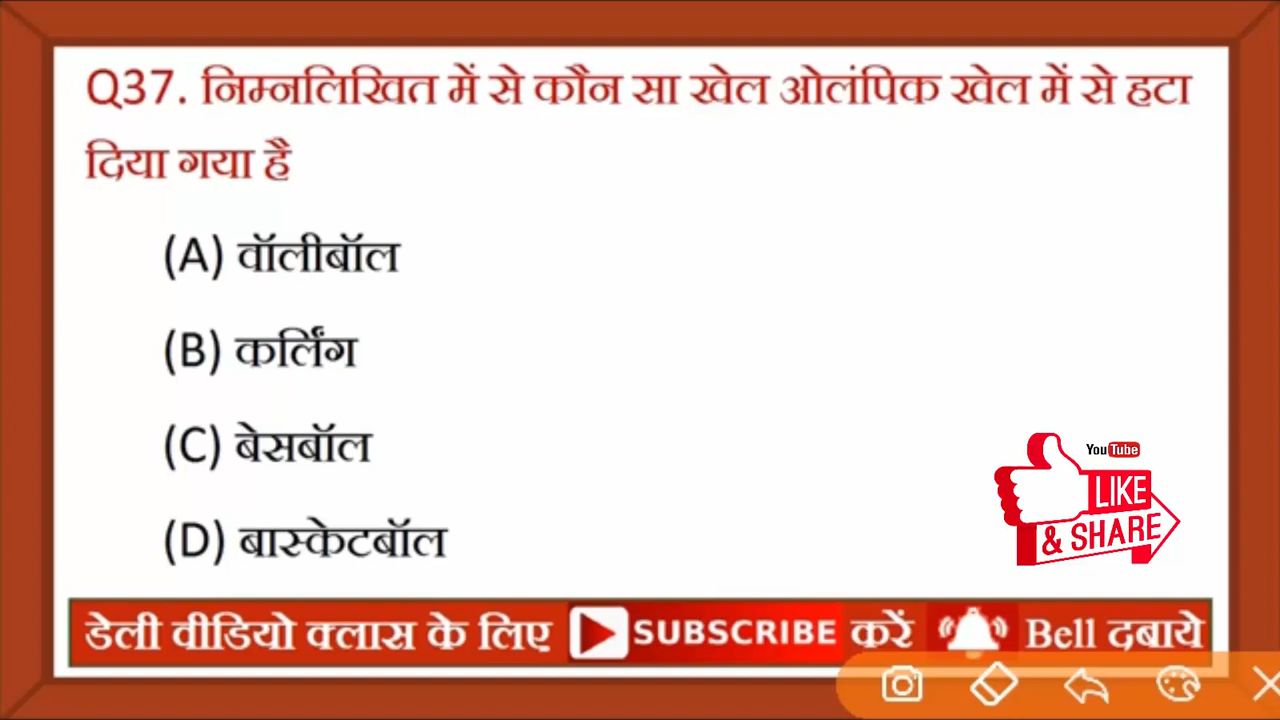 Q37. निम्नलिखित में से कौन सा खेल ओलंपिक खेल में से हटा
दिया गया है
(A) वॉलीबॉल
(B) कर्लिंग
(C) बेसबॉल
(D) बास्केटबॉल
YouTube
LIKE
& SHARE
डेली वीडियो क्लास के लिए SUBSCRIBE करें Bell दबाये